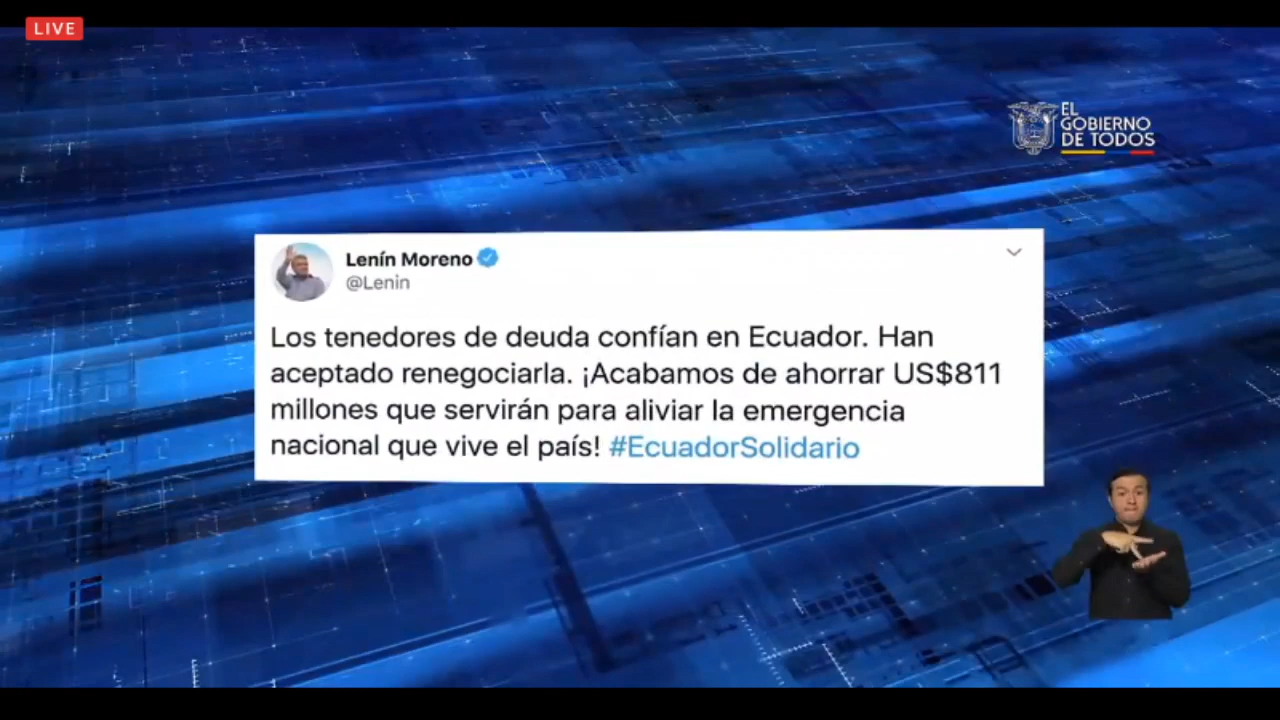 LIVE
EL
GOBIERNO
DE TODOS
Lenín Moreno
@Lenin
Los tenedores de deuda confían en Ecuador. Han
aceptado renegociarla. ¡Acabamos de ahorrar US$811
millones que servirán para aliviar la emergencia
nacional que vive el país! #EcuadorSolidario